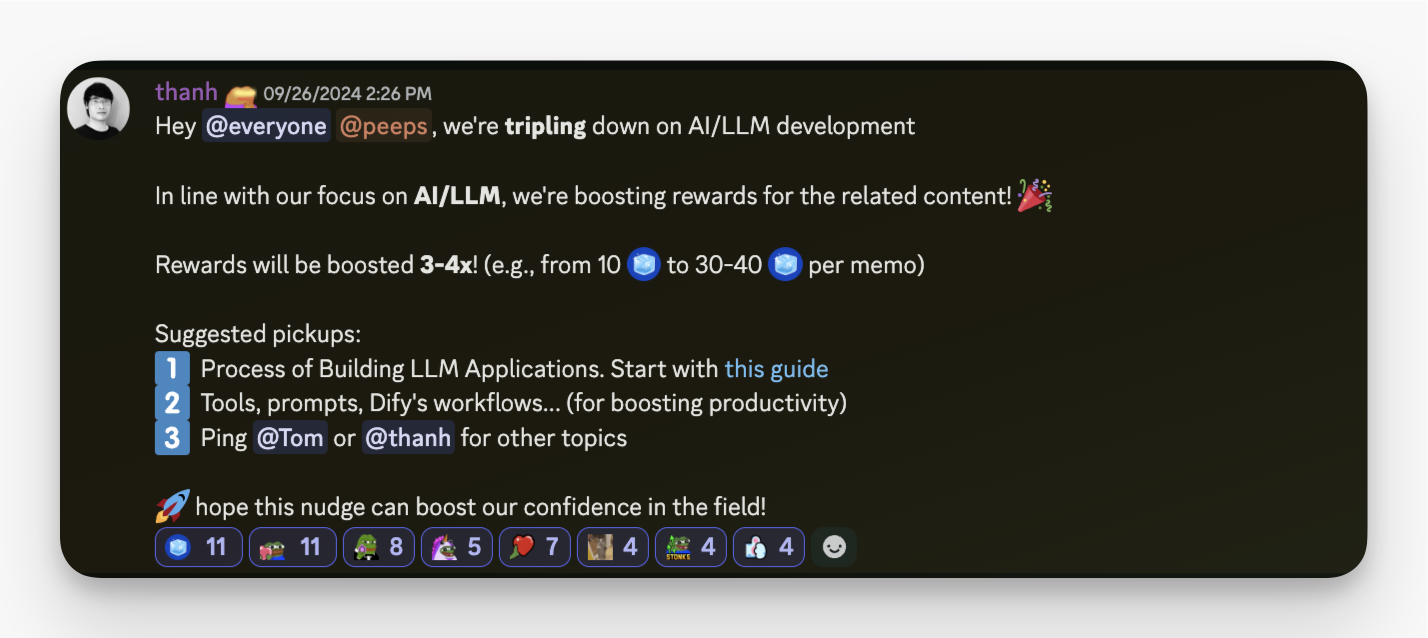 thanh 09/26/2024 2:26 PM
Hey @everyone @peeps, we're tripling down on AI/LLM development
In line with our focus on AI/LLM, we're boosting rewards for the related content! 🎉
Rewards will be boosted 3-4x! (e.g., from 10 🧊 to 30-40 🧊 per memo)
Suggested pickups:
1 Process of Building LLM Applications. Start with this guide
2 Tools, prompts, Dify's workflows... (for boosting productivity)
3 Ping @Tom or @thanh for other topics
🚀 hope this nudge can boost our confidence in the field!
11 11 8 5 7 4 STONKS 4 4